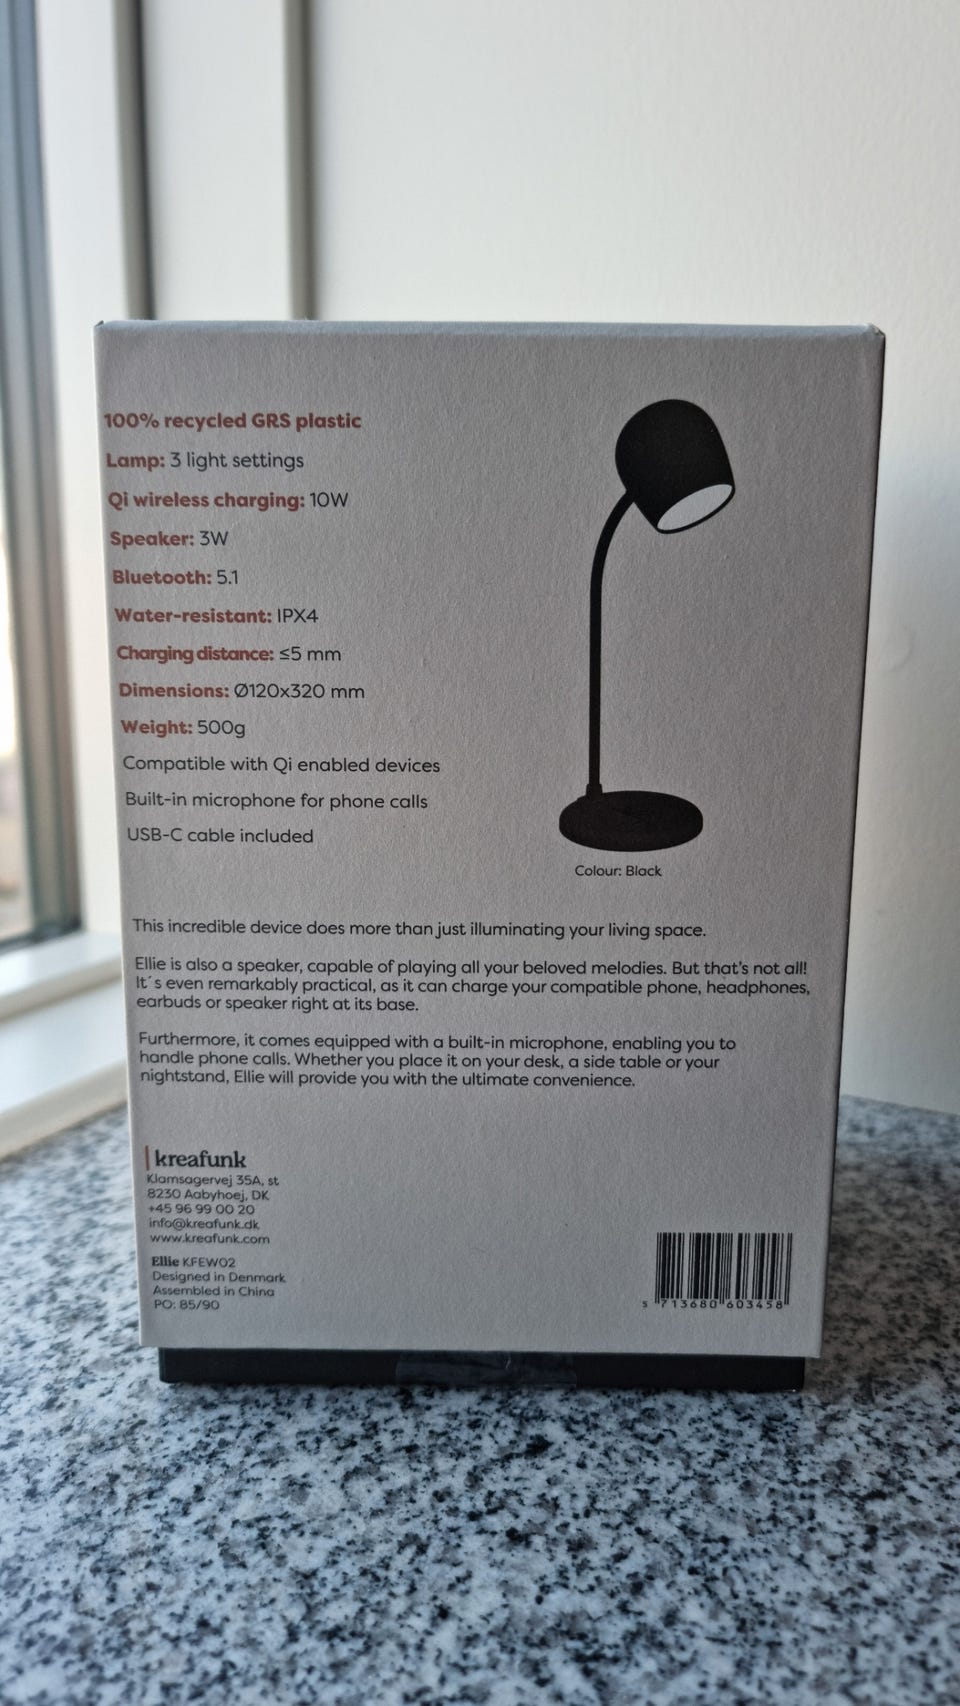 100% recycled GRS plastic
Lamp: 3 light settings
Qi wireless charging: 10W
Speaker: 3W
Bluetooth: 5.1
Water-resistant: IPX4
Charging distance: ≤5 mm
Dimensions: Ø120x320 mm
Weight: 500g
Compatible with Qi enabled devices
Built-in microphone for phone calls
USB-C cable included
Colour: Black
This incredible device does more than just illuminating your living space.
Ellie is also a speaker, capable of playing all your beloved melodies. But that's not all!
It´s even remarkably practical, as it can charge your compatible phone, headphones,
earbuds or speaker right at its base.
Furthermore, it comes equipped with a built-in microphone, enabling you to
handle phone calls. Whether you place it on your desk, a side table or your
nightstand, Ellie will provide you with the ultimate convenience.
kreafunk
Klamsagervej 35A, st
8230 Aabyhoej, DK
+45 96 99 00 20
info@kreafunk.dk
www.kreafunk.com
Ellie KFEW02
Designed in Denmark
Assembled in China
PO: 85/90
5 713680 603458